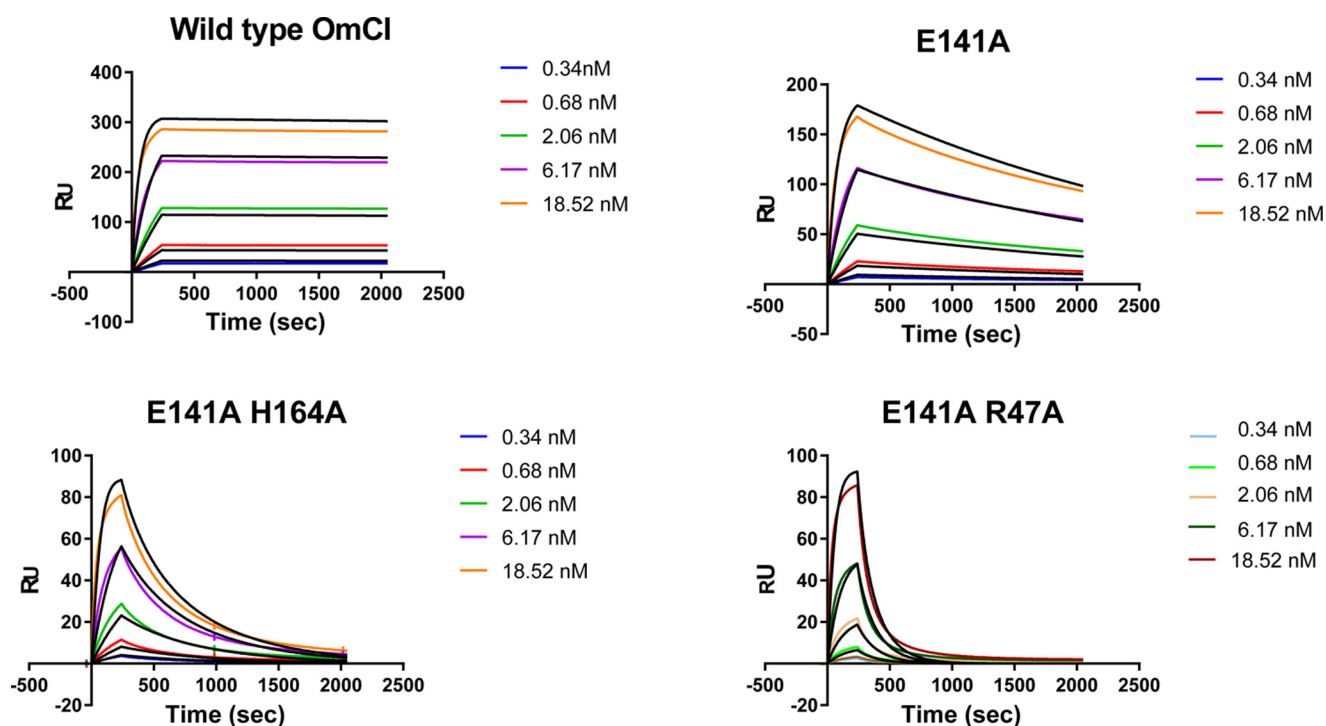 Wild type OmCI
400
300
200
100
-100
RU
-500
500
1000
1500
2000
2500
Time (sec)
0.34nM
0.68 nM
2.06 nM
6.17 nM
18.52 nM
E141A
200
150
100
50
-50
RU
-500
500
1000
1500
2000
2500
Time (sec)
0.34 nM
0.68 nM
2.06 nM
6.17 nM
18.52 nM
E141A H164A
100
80
60
40
20
0
-20
RU
500
500
1000
1500
2000
2500
Time (sec)
0.34 nM
0.68 nM
2.06 nM
6.17 nM
18.52 nM
E141A R47A
100
80
60
40
20
0
-20
RU
500
500
1000
1500
2000
2500
Time (sec)
0.34 nM
0.68 nM
2.06 nM
6.17 nM
18.52 nM